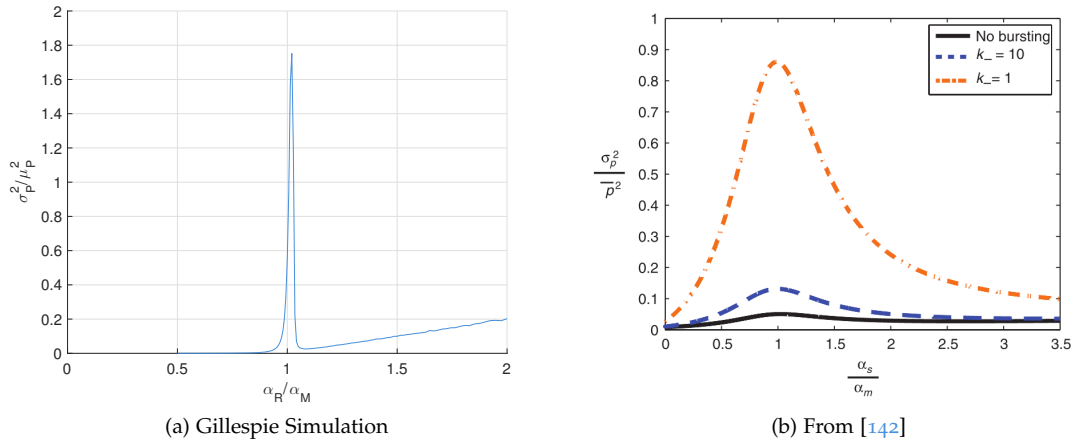 2
1.8
1.6
1.4
1.2
1
0.8
0.6
0.4
0.2
0
σ_P^2/μ_P^2
0 0.5 1 1.5 2
α_R/α_M
(a) Gillespie Simulation
1
0.9
0.8
0.7
0.6
0.5
0.4
0.3
0.2
0.1
0
σ_p^2
p̅^2
No bursting
k_– = 10
k_– = 1
0 0.5 1 1.5 2 2.5 3 3.5
α_s
α_m
(b) From [142]